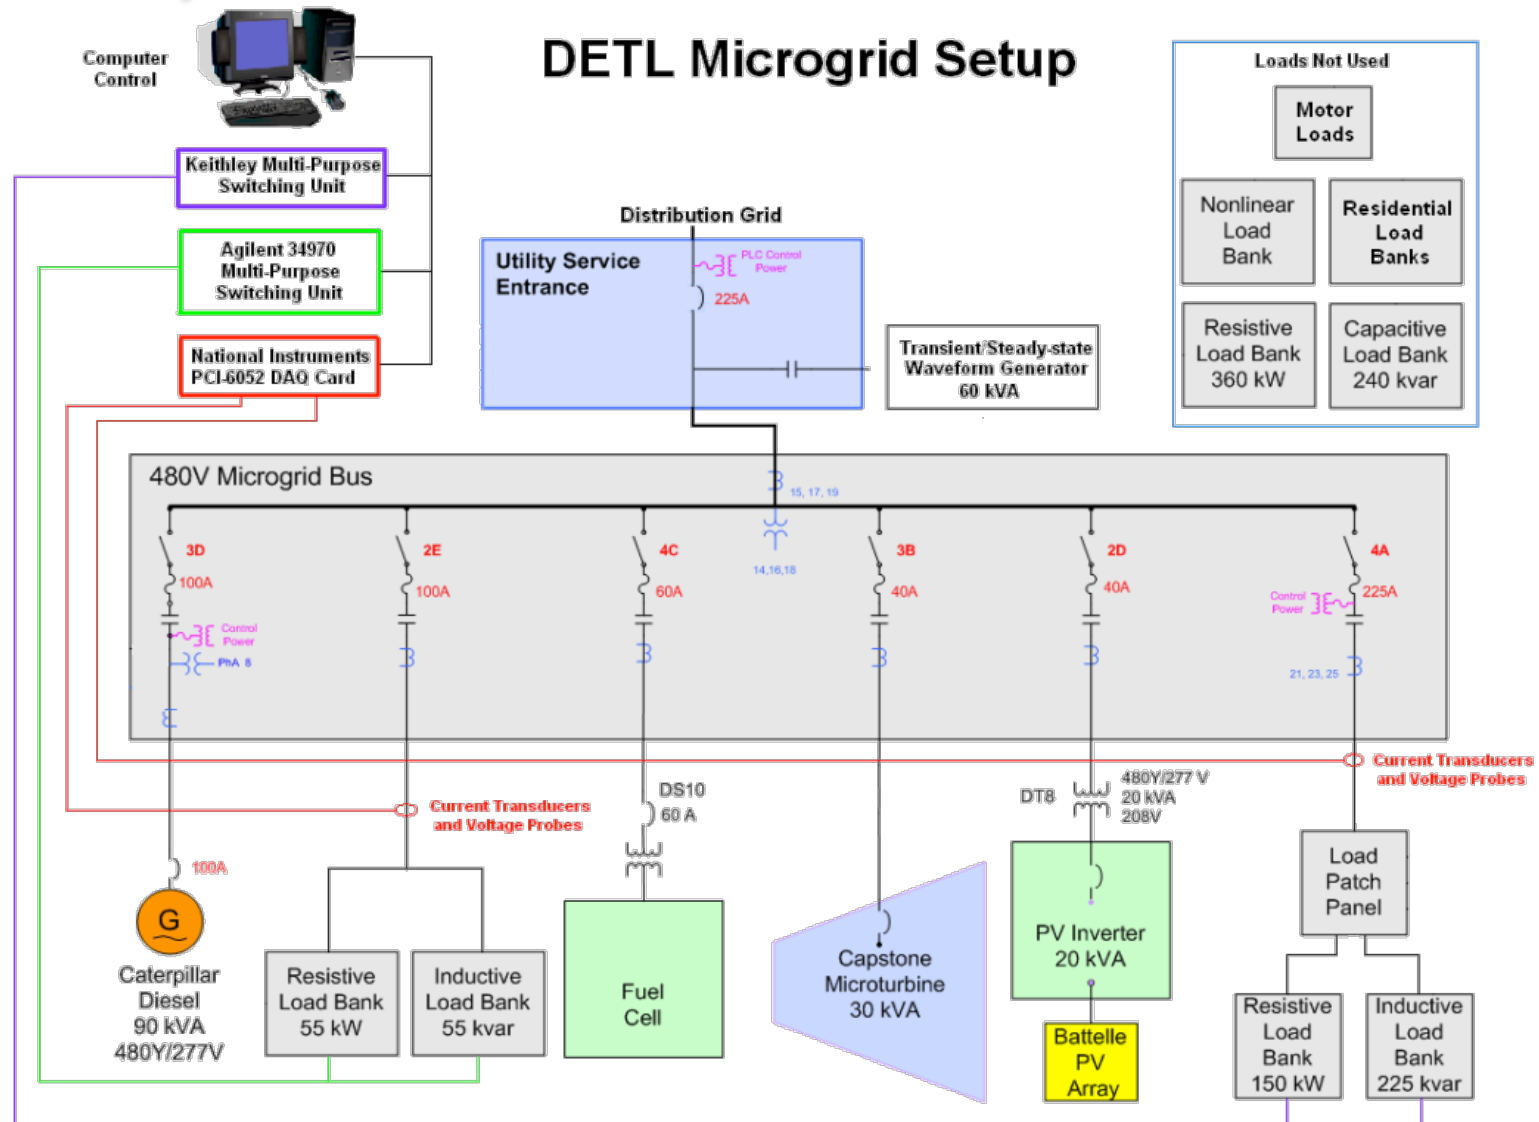 DETL Microgrid Setup
Computer
Control
Keithley Multi-Purpose
Switching Unit
Agilent 34970
Multi-Purpose
Switching Unit
National Instruments
PCI-6052 DAQ Card
Distribution Grid
Utility Service
Entrance
PLC Control
Power
225A
Transient/Steady-state
Waveform Generator
60 kVA
Loads Not Used
Motor
Loads
Nonlinear
Load
Bank
Residential
Load
Banks
Resistive
Load Bank
360 kW
Capacitive
Load Bank
240 kvar
480V Microgrid Bus
15, 17, 19
14,16,18
3D
100A
Control
Power
PhA 8
2E
100A
4C
60A
3B
40A
2D
40A
4A
225A
Control
Power
21, 23, 25
Current Transducers
and Voltage Probes
Current Transducers
and Voltage Probes
100A
G
Caterpillar
Diesel
90 kVA
480Y/277V
Resistive
Load Bank
55 kW
Inductive
Load Bank
55 kvar
DS10
60 A
Fuel
Cell
Capstone
Microturbine
30 kVA
DT8
480Y/277 V
20 kVA
208V
PV Inverter
20 kVA
Battelle
PV
Array
Load
Patch
Panel
Resistive
Load
Bank
150 kW
Inductive
Load
Bank
225 kvar